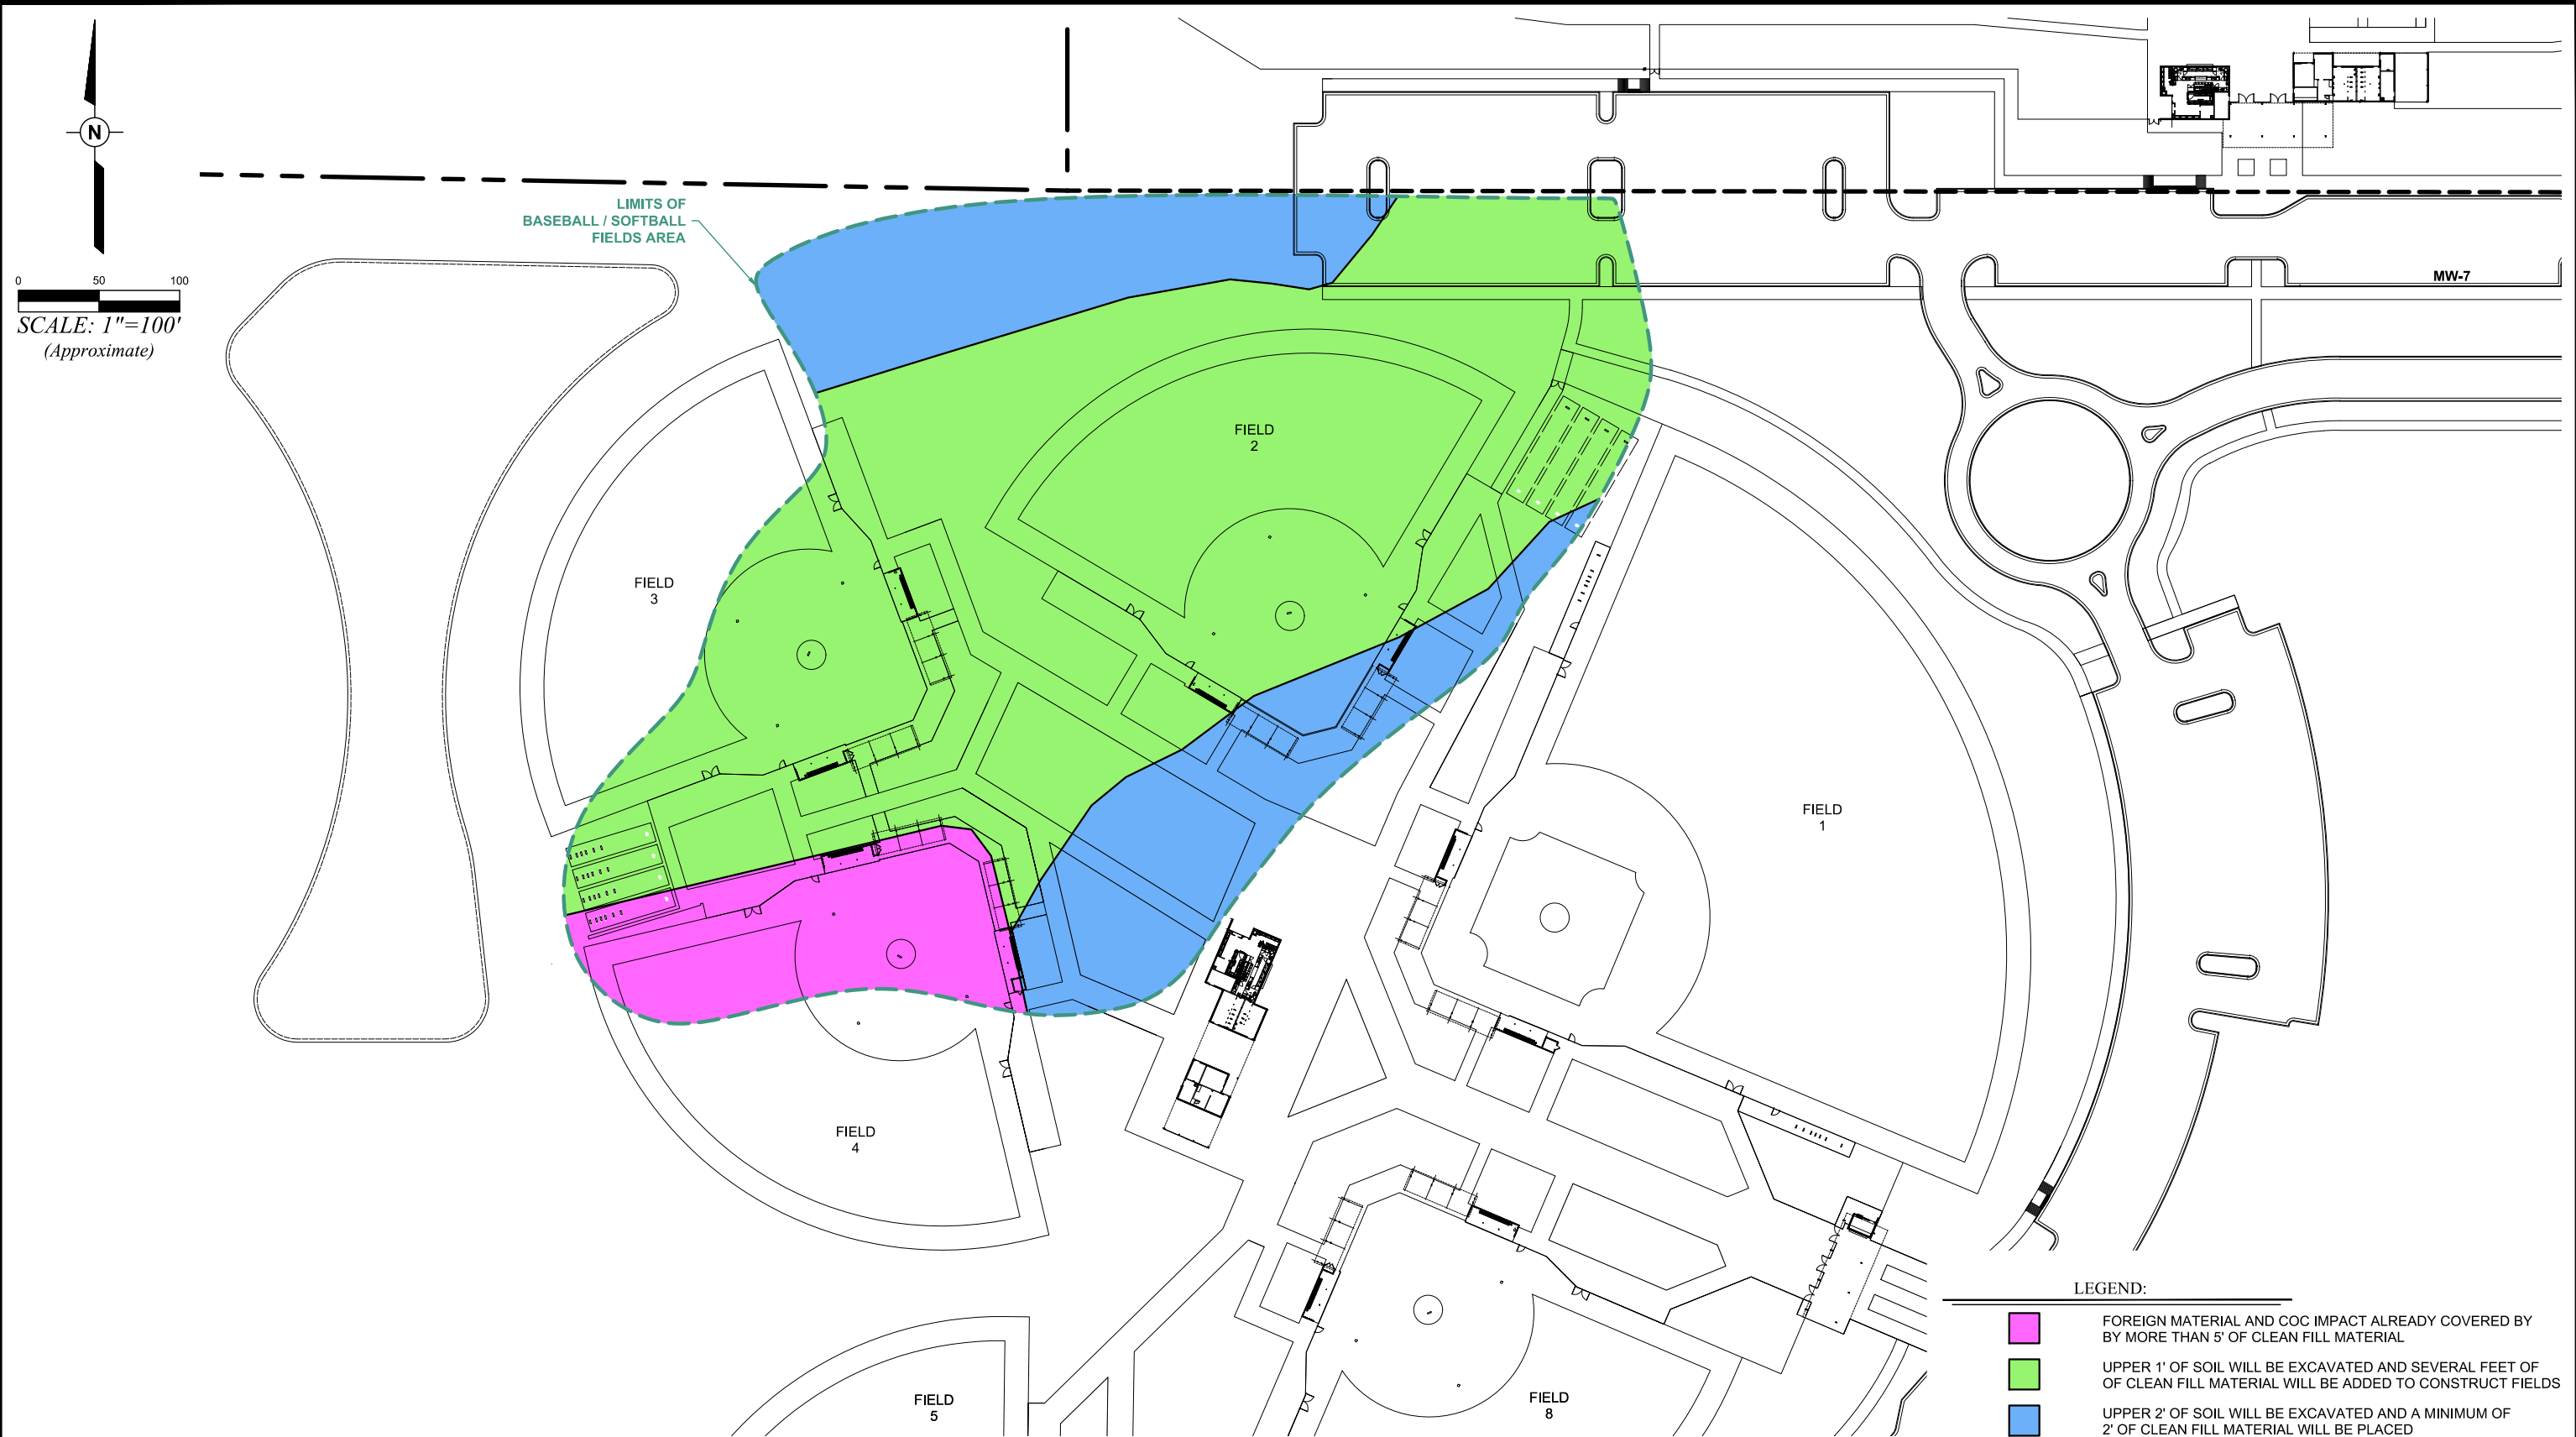 N
0 50 100
SCALE: 1"=100'
(Approximate)
LIMITS OF
BASEBALL / SOFTBALL
FIELDS AREA
MW-7
FIELD
2
FIELD
3
FIELD
1
FIELD
4
FIELD
5
FIELD
8
LEGEND:
FOREIGN MATERIAL AND COC IMPACT ALREADY COVERED BY
BY MORE THAN 5' OF CLEAN FILL MATERIAL
UPPER 1' OF SOIL WILL BE EXCAVATED AND SEVERAL FEET OF
OF CLEAN FILL MATERIAL WILL BE ADDED TO CONSTRUCT FIELDS
UPPER 2' OF SOIL WILL BE EXCAVATED AND A MINIMUM OF
2' OF CLEAN FILL MATERIAL WILL BE PLACED